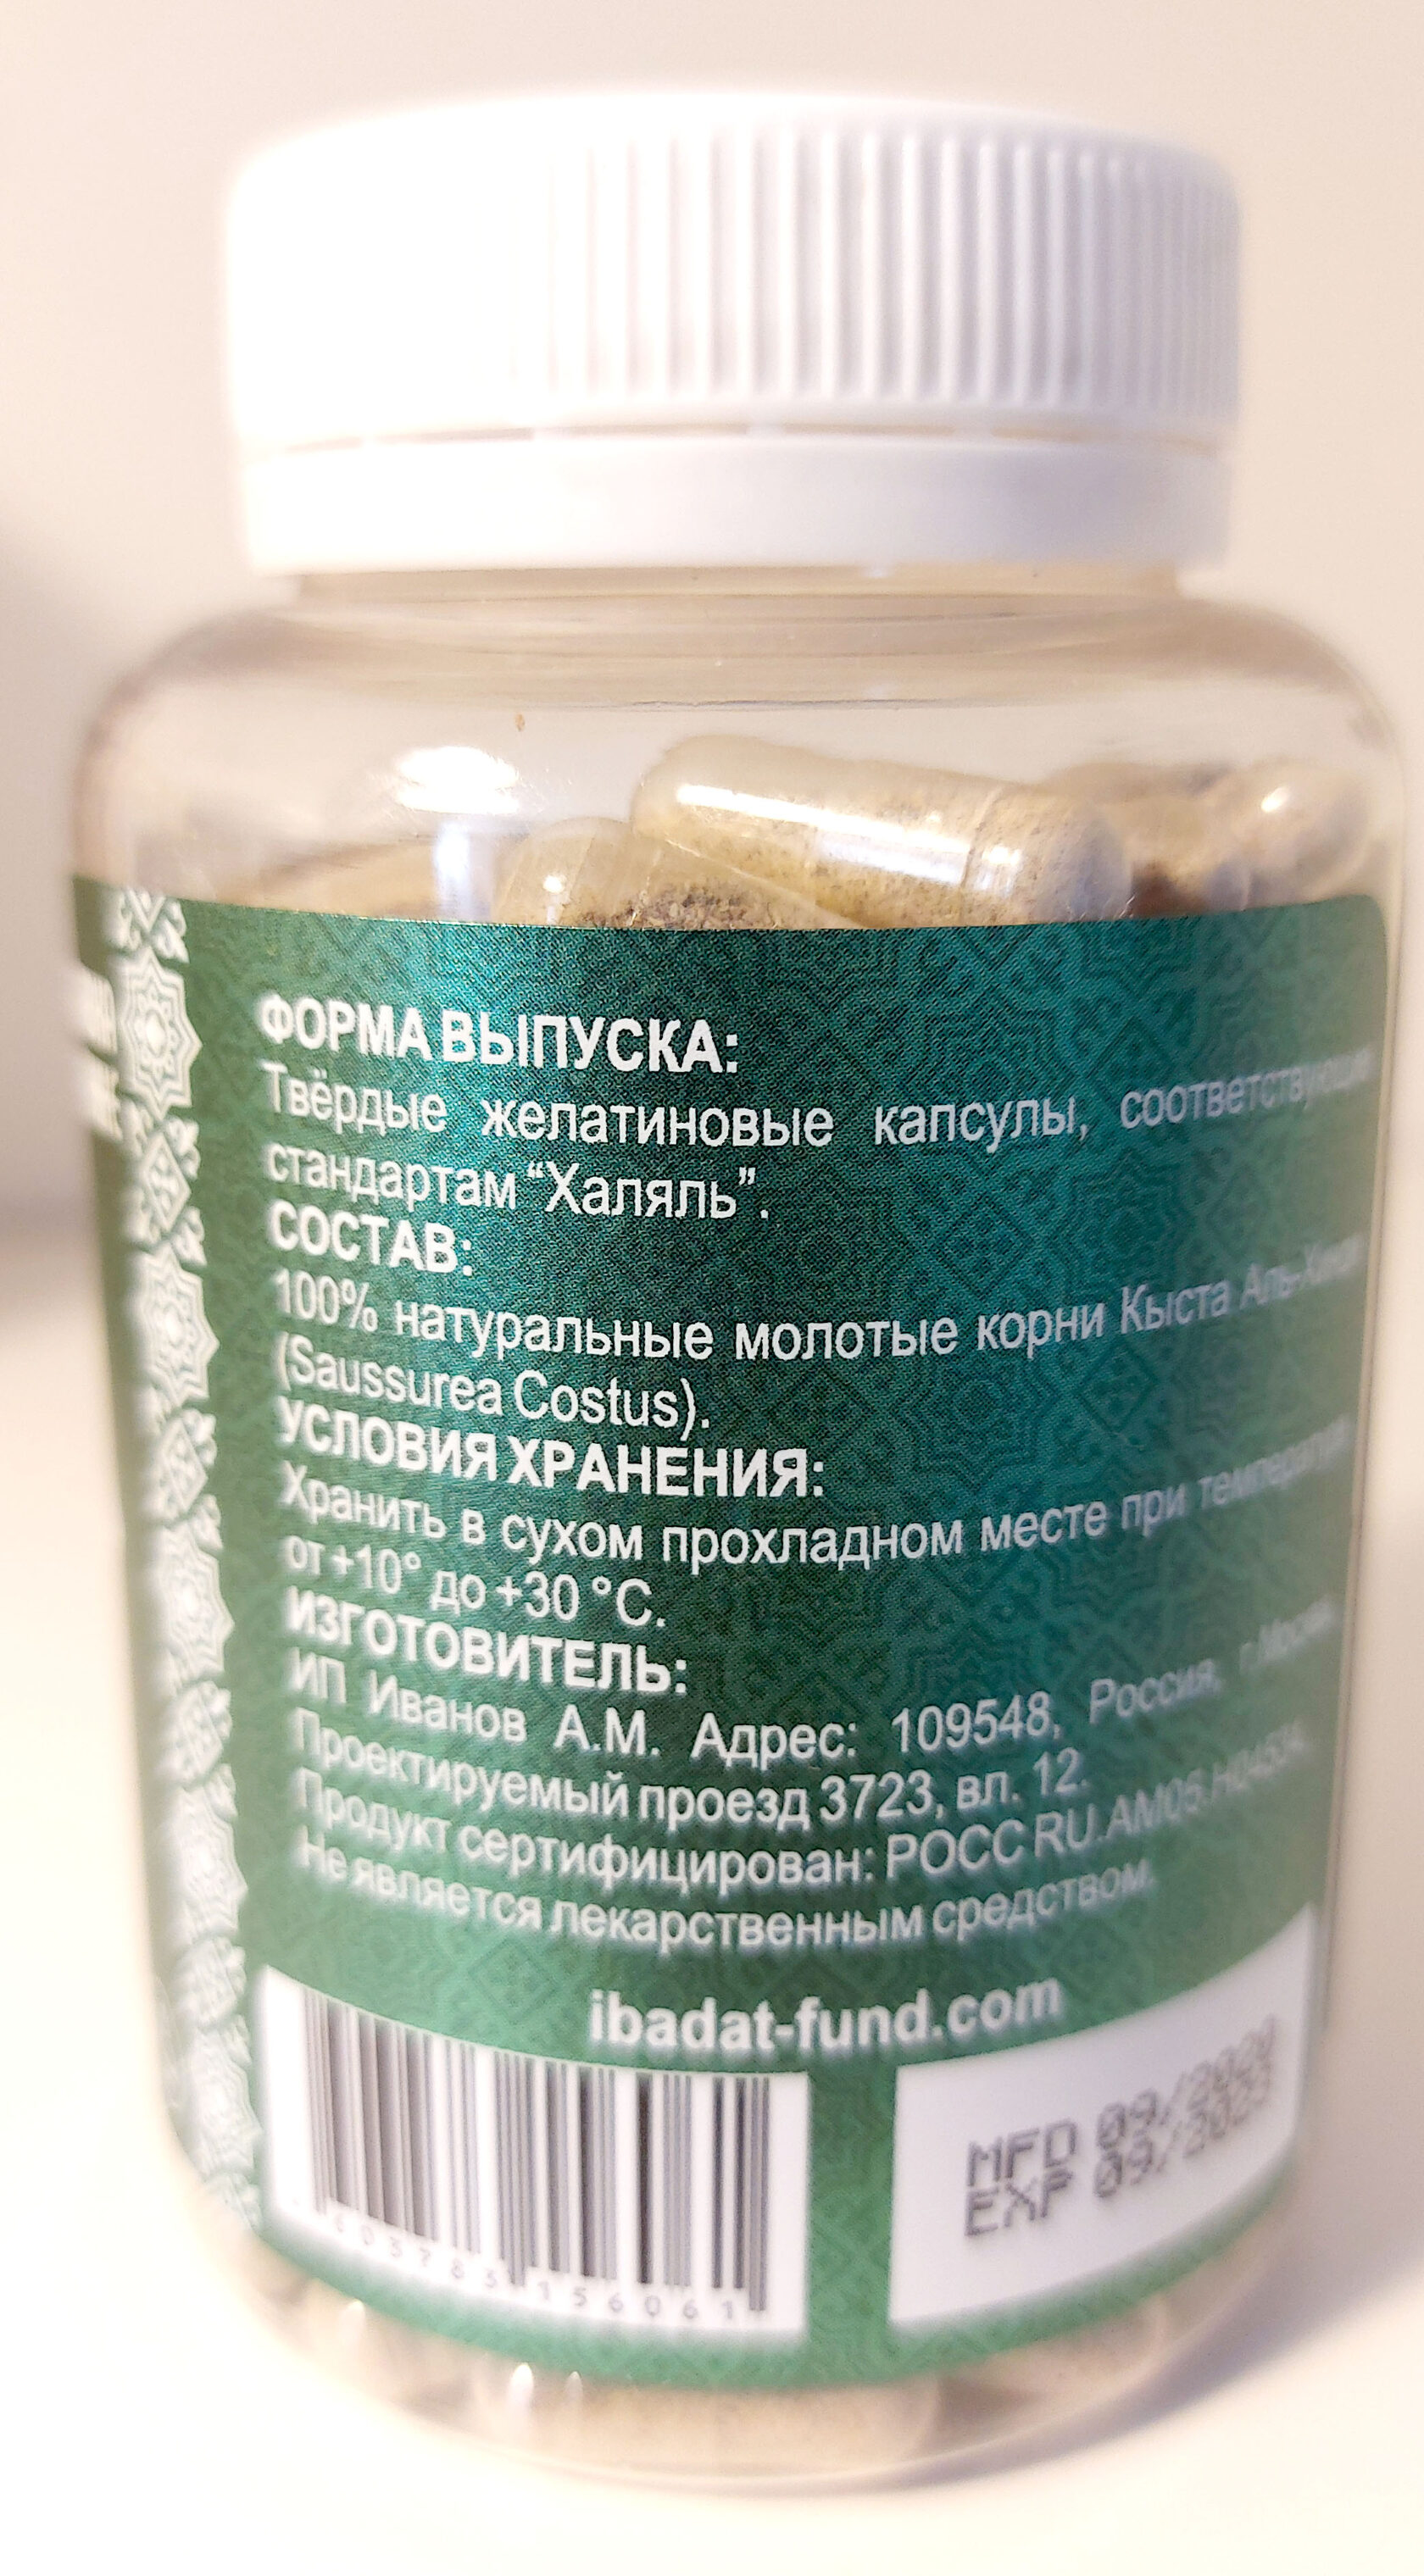 ФОРМА ВЫПУСКА:
Твёрдые желатиновые капсулы, соответствующие
стандартам “Халяль”.
СОСТАВ:
100% натуральные молотые корни Кыста Аль-Хинди
(Saussurea Costus).
УСЛОВИЯ ХРАНЕНИЯ:
Хранить в сухом прохладном месте при температуре
от +10° до +30 °С.
ИЗГОТОВИТЕЛЬ:
ИП Иванов А.М. Адрес: 109548, Россия, г.Москва,
Проектируемый проезд 3723, вл. 12.
Продукт сертифицирован: РОСС RU.АМ05.Н04534.
Не является лекарственным средством.
ibadat-fund.com
MFD 09/2020
EXP 09/2023